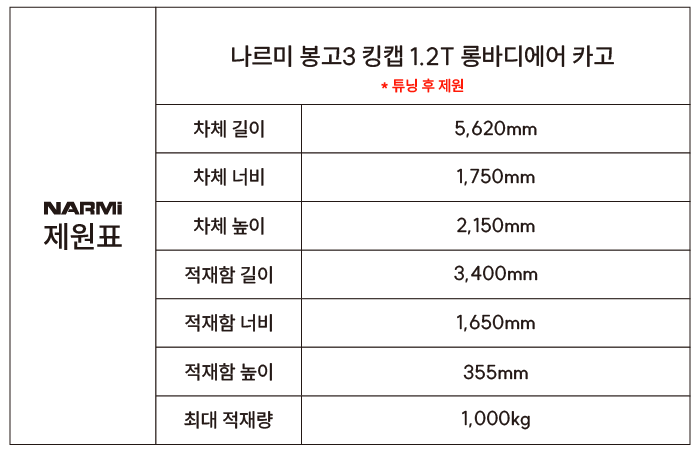 나르미 봉고3 킹캡 1.2T 롱바디에어 카고
* 튜닝 후 제원
NARMi
제원표
차체 길이 5,620mm
차체 너비 1,750mm
차체 높이 2,150mm
적재함 길이 3,400mm
적재함 너비 1,650mm
적재함 높이 355mm
최대 적재량 1,000kg